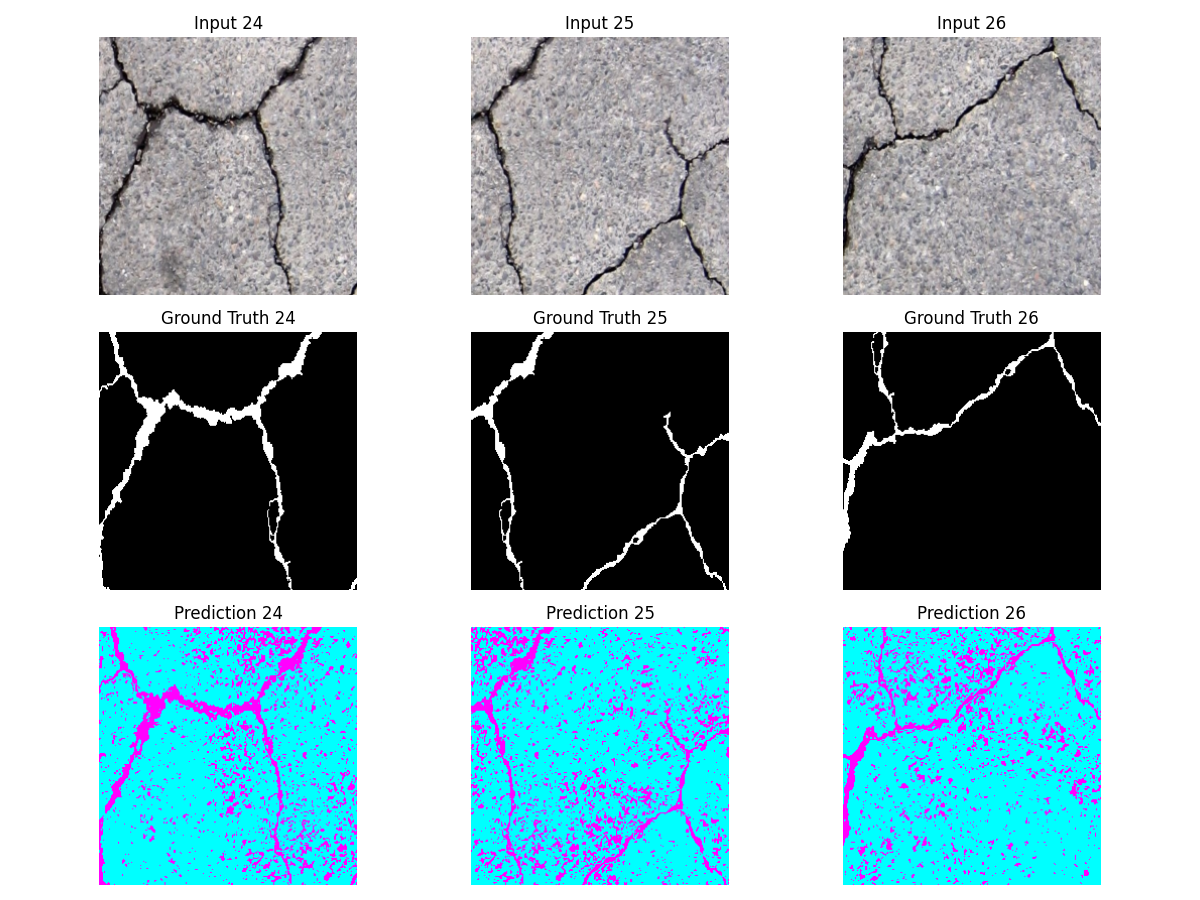 Input 24
Input 25
Input 26
Ground Truth 24
Ground Truth 25
Ground Truth 26
Prediction 24
Prediction 25
Prediction 26